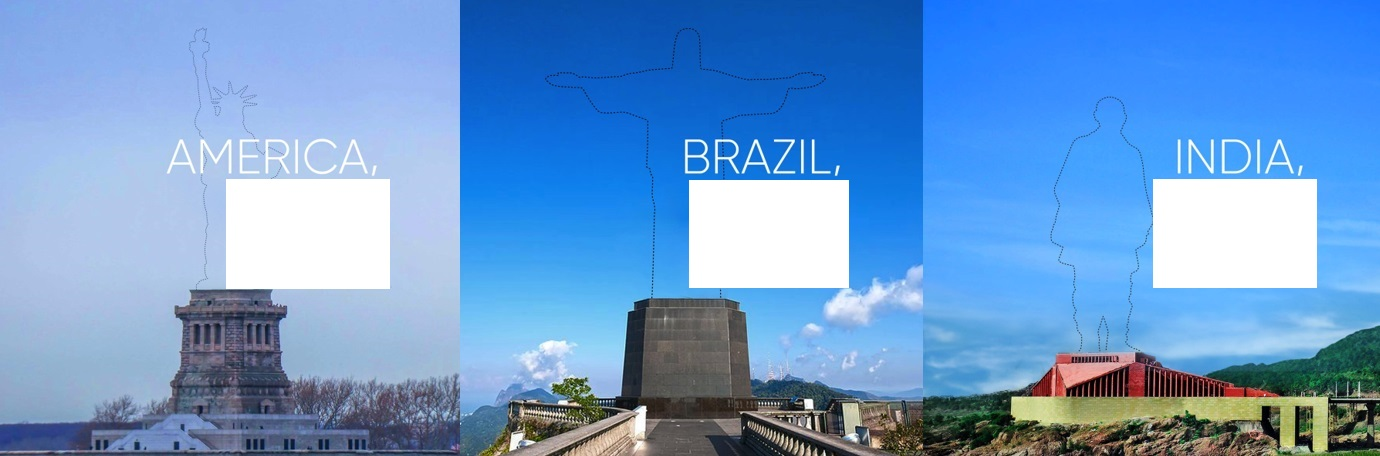 AMERICA,
BRAZIL,
INDIA,